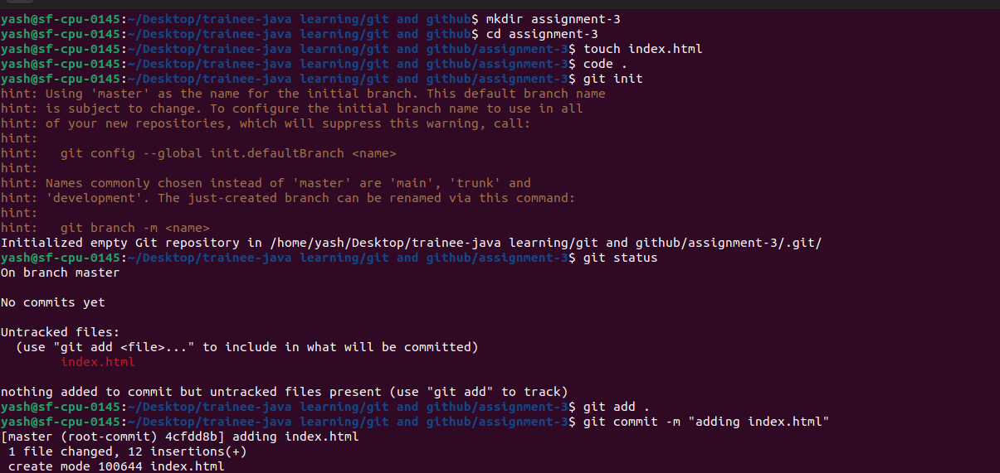 yash@sf-cpu-0145:~/Desktop/trainee-java learning/git and github$ mkdir assignment-3
yash@sf-cpu-0145:~/Desktop/trainee-java learning/git and github$ cd assignment-3
yash@sf-cpu-0145:~/Desktop/trainee-java learning/git and github/assignment-3$ touch index.html
yash@sf-cpu-0145:~/Desktop/trainee-java learning/git and github/assignment-3$ code .
yash@sf-cpu-0145:~/Desktop/trainee-java learning/git and github/assignment-3$ git init
hint: Using 'master' as the name for the initial branch. This default branch name
hint: is subject to change. To configure the initial branch name to use in all
hint: of your new repositories, which will suppress this warning, call:
hint:
hint:   git config --global init.defaultBranch <name>
hint:
hint: Names commonly chosen instead of 'master' are 'main', 'trunk' and
hint: 'development'. The just-created branch can be renamed via this command:
hint:
hint:   git branch -m <name>
Initialized empty Git repository in /home/yash/Desktop/trainee-java learning/git and github/assignment-3/.git/
yash@sf-cpu-0145:~/Desktop/trainee-java learning/git and github/assignment-3$ git status
On branch master

No commits yet

Untracked files:
  (use "git add <file>..." to include in what will be committed)
        index.html

nothing added to commit but untracked files present (use "git add" to track)
yash@sf-cpu-0145:~/Desktop/trainee-java learning/git and github/assignment-3$ git add .
yash@sf-cpu-0145:~/Desktop/trainee-java learning/git and github/assignment-3$ git commit -m "adding index.html"
[master (root-commit) 4cfdd8b] adding index.html
 1 file changed, 12 insertions(+)
 create mode 100644 index.html